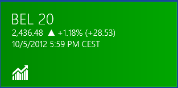 BEL 20
2,436.48 ▲ +1.18% (+28.53)
10/5/2012 5:59 PM CEST